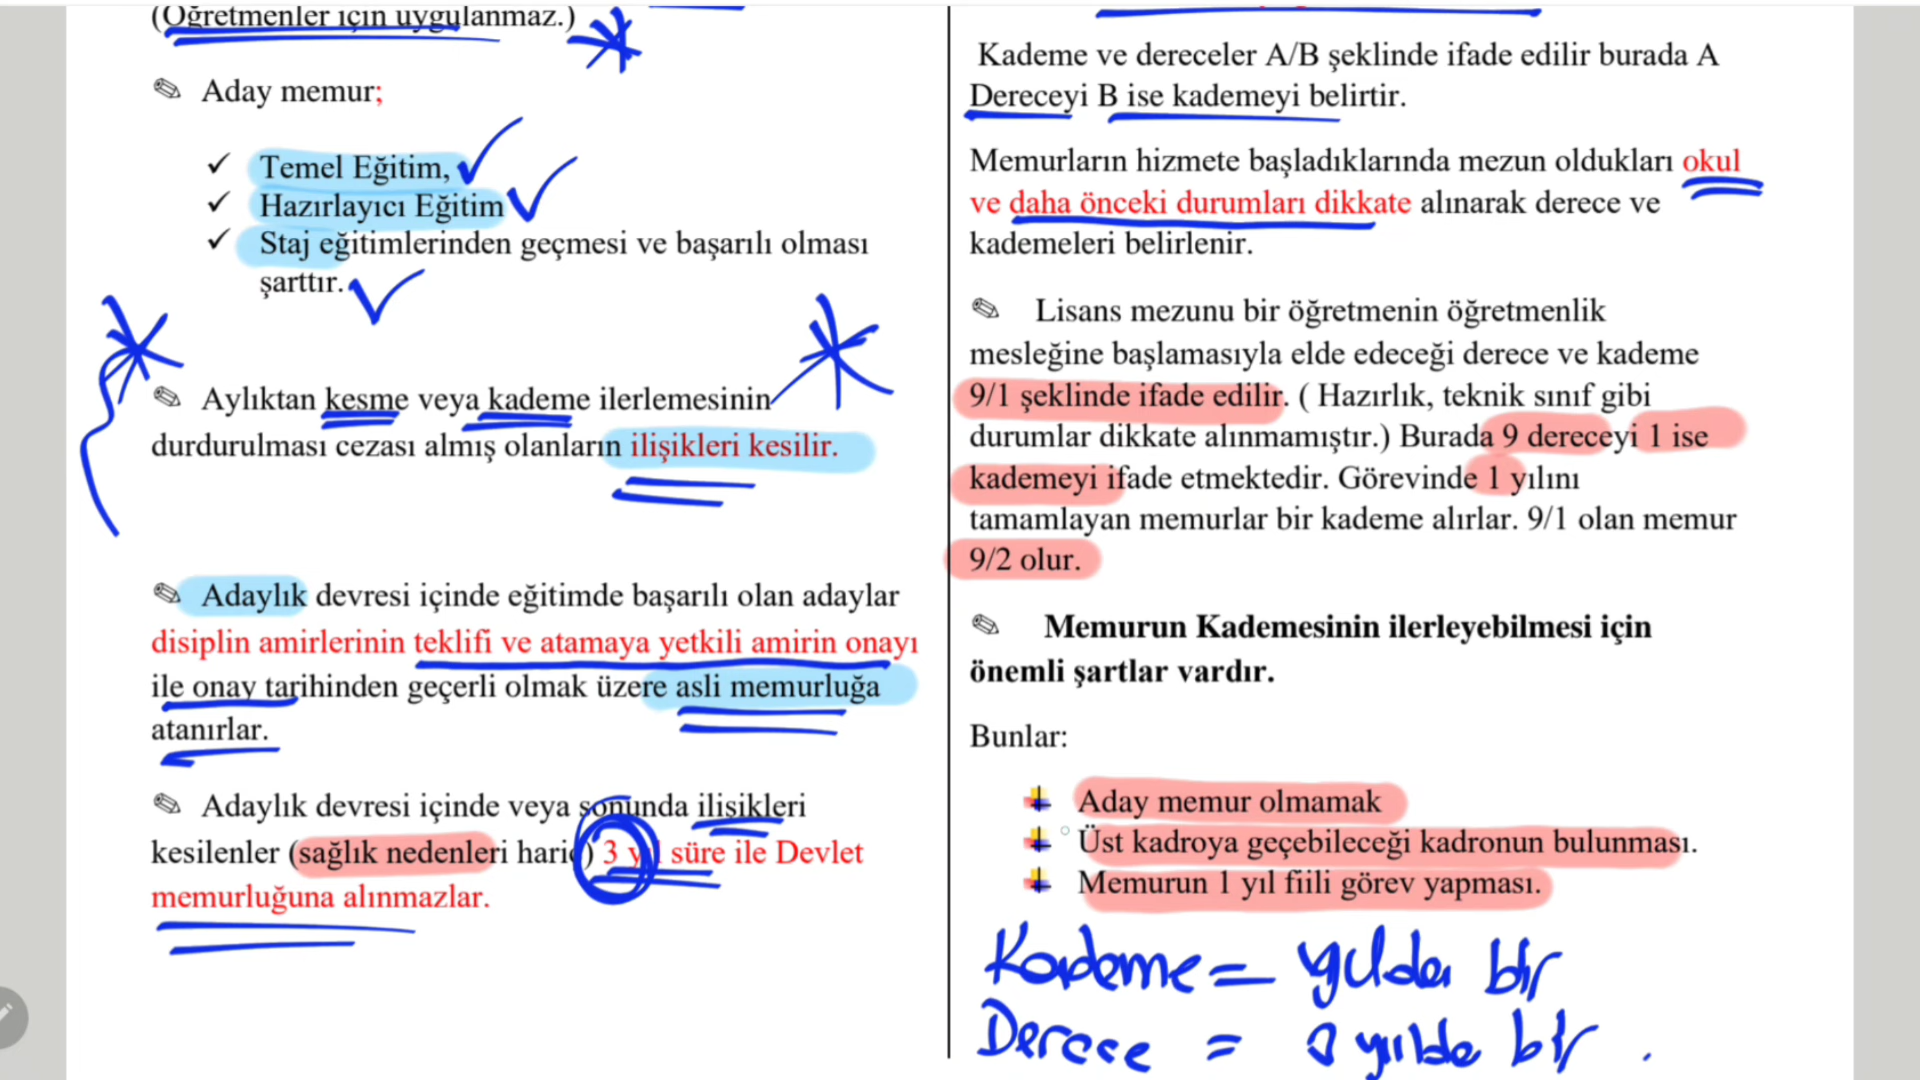 (Öğretmenler için uygulanmaz.)
Aday memur;
Temel Eğitim,
Hazırlayıcı Eğitim
Staj eğitimlerinden geçmesi ve başarılı olması
şarttır.
Aylıktan kesme veya kademe ilerlemesinin
durdurulması cezası almış olanların ilişikleri kesilir.
Adaylık devresi içinde eğitimde başarılı olan adaylar
disiplin amirlerinin teklifi ve atamaya yetkili amirin onayı
ile onay tarihinden geçerli olmak üzere asli memurluğa
atanırlar.
Adaylık devresi içinde veya sonunda ilişikleri
kesilenler (sağlık nedenleri hariç) 3 yıl süre ile Devlet
memurluğuna alınmazlar.
Kademe ve dereceler A/B şeklinde ifade edilir burada A
Dereceyi B ise kademeyi belirtir.
Memurların hizmete başladıklarında mezun oldukları okul
ve daha önceki durumları dikkate alınarak derece ve
kademeleri belirlenir.
Lisans mezunu bir öğretmenin öğretmenlik
mesleğine başlamasıyla elde edeceği derece ve kademe
9/1 şeklinde ifade edilir. ( Hazırlık, teknik sınıf gibi
durumlar dikkate alınmamıştır.) Burada 9 dereceyi 1 ise
kademeyi ifade etmektedir. Görevinde 1 yılını
tamamlayan memurlar bir kademe alırlar. 9/1 olan memur
9/2 olur.
Memurun Kademesinin ilerleyebilmesi için
önemli şartlar vardır.
Bunlar:
Aday memur olmamak
Üst kadroya geçebileceği kadronun bulunması.
Memurun 1 yıl fiili görev yapması.
Kademe = yılda bir
Derece = yılda bir .